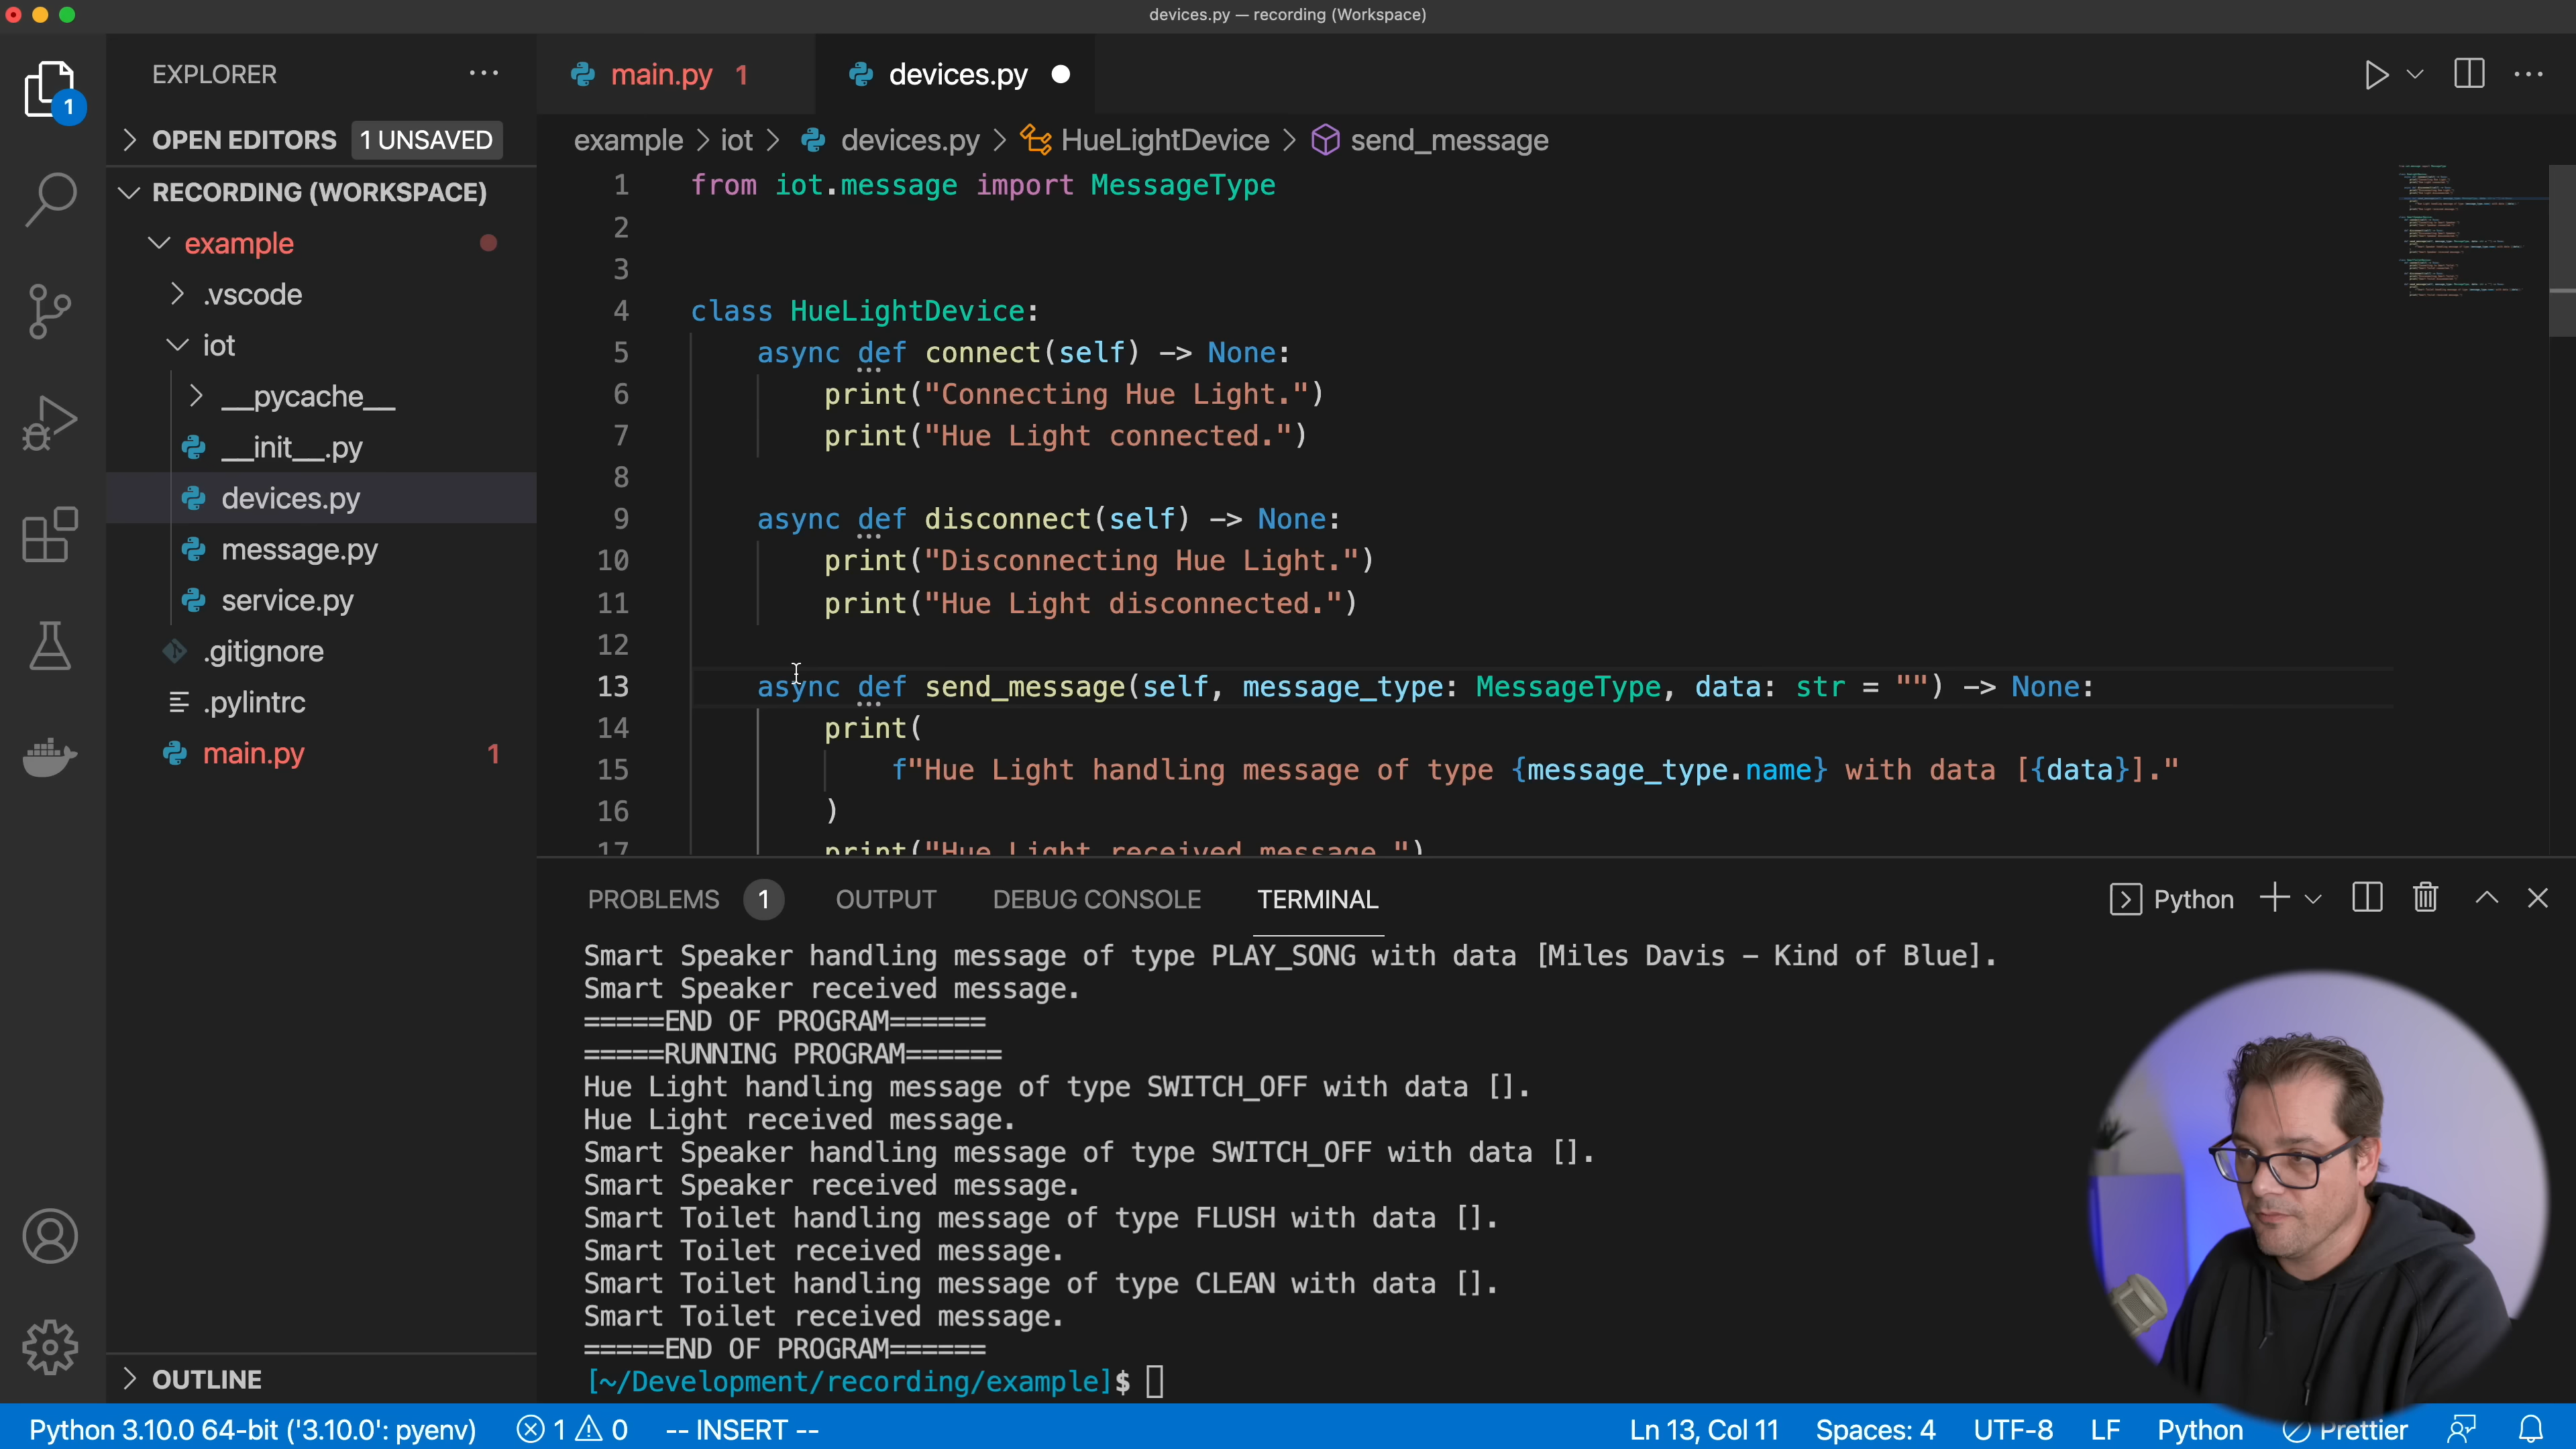 devices.py — recording (Workspace)
EXPLORER
OPEN EDITORS 1 UNSAVED
RECORDING (WORKSPACE)
example
.vscode
iot
__pycache__
__init__.py
devices.py
message.py
service.py
.gitignore
.pylintrc
main.py 1
OUTLINE
1
main.py 1
devices.py
example > iot > devices.py > HueLightDevice > send_message
1 from iot.message import MessageType
2
3
4 class HueLightDevice:
5 async def connect(self) -> None:
6 print("Connecting Hue Light.")
7 print("Hue Light connected.")
8
9 async def disconnect(self) -> None:
10 print("Disconnecting Hue Light.")
11 print("Hue Light disconnected.")
12
13 async def send_message(self, message_type: MessageType, data: str = "") -> None:
14 print(
15 f"Hue Light handling message of type {message_type.name} with data [{data}]."
16 )
17 print("Hue Light received message.")
PROBLEMS 1 OUTPUT DEBUG CONSOLE TERMINAL
Python
Smart Speaker handling message of type PLAY_SONG with data [Miles Davis – Kind of Blue].
Smart Speaker received message.
=====END OF PROGRAM======
=====RUNNING PROGRAM======
Hue Light handling message of type SWITCH_OFF with data [].
Hue Light received message.
Smart Speaker handling message of type SWITCH_OFF with data [].
Smart Speaker received message.
Smart Toilet handling message of type FLUSH with data [].
Smart Toilet received message.
Smart Toilet handling message of type CLEAN with data [].
Smart Toilet received message.
=====END OF PROGRAM======
[~/Development/recording/example]$
Python 3.10.0 64-bit ('3.10.0': pyenv) 1 0 -- INSERT -- Ln 13, Col 11 Spaces: 4 UTF-8 LF Python Prettier